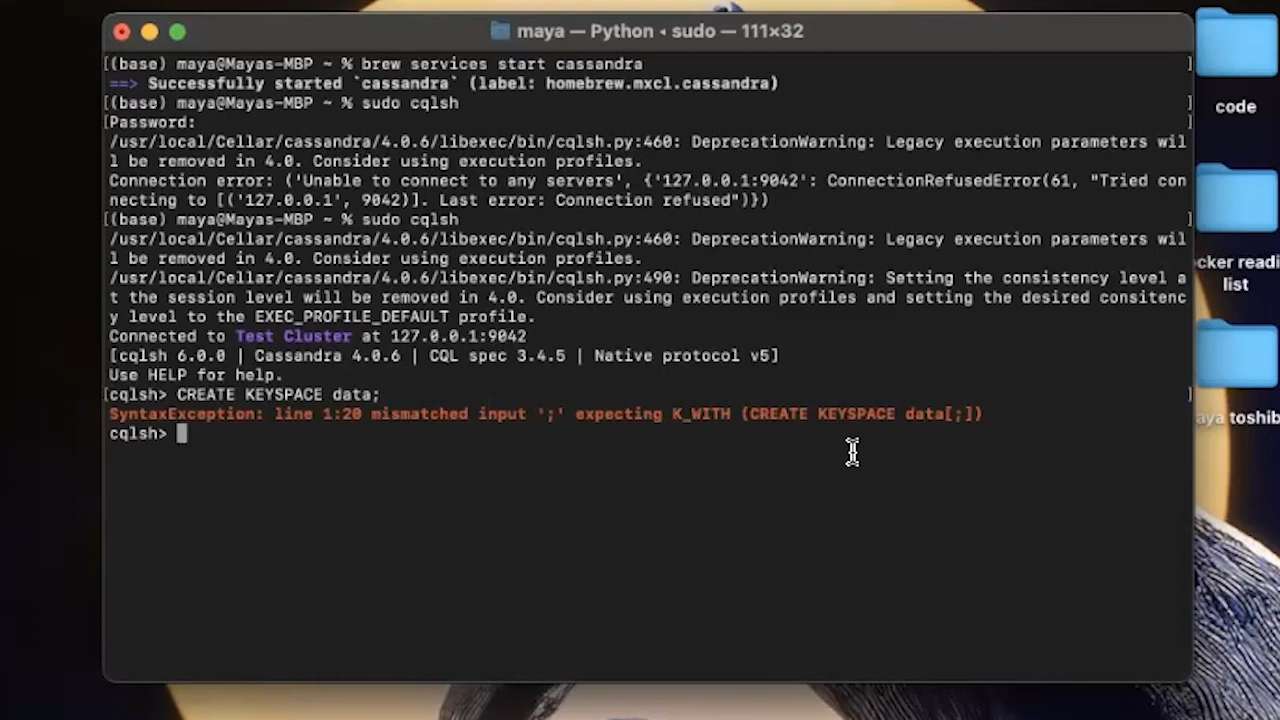 maya — Python ◂ sudo — 111×32
[(base) maya@Mayas-MBP ~ % brew services start cassandra ]
==> Successfully started `cassandra` (label: homebrew.mxcl.cassandra)
[(base) maya@Mayas-MBP ~ % sudo cqlsh ]
[Password: ]
/usr/local/Cellar/cassandra/4.0.6/libexec/bin/cqlsh.py:460: DeprecationWarning: Legacy execution parameters wil
l be removed in 4.0. Consider using execution profiles.
Connection error: ('Unable to connect to any servers', {'127.0.0.1:9042': ConnectionRefusedError(61, "Tried con
necting to [('127.0.0.1', 9042)]. Last error: Connection refused")})
[(base) maya@Mayas-MBP ~ % sudo cqlsh ]
/usr/local/Cellar/cassandra/4.0.6/libexec/bin/cqlsh.py:460: DeprecationWarning: Legacy execution parameters wil
l be removed in 4.0. Consider using execution profiles.
/usr/local/Cellar/cassandra/4.0.6/libexec/bin/cqlsh.py:490: DeprecationWarning: Setting the consistency level a
t the session level will be removed in 4.0. Consider using execution profiles and setting the desired consitenc
y level to the EXEC_PROFILE_DEFAULT profile.
Connected to Test Cluster at 127.0.0.1:9042
[cqlsh 6.0.0 | Cassandra 4.0.6 | CQL spec 3.4.5 | Native protocol v5]
Use HELP for help.
[cqlsh> CREATE KEYSPACE data; ]
SyntaxException: line 1:20 mismatched input ';' expecting K_WITH (CREATE KEYSPACE data[;])
cqlsh>
code
cker readi
list
aya toshib